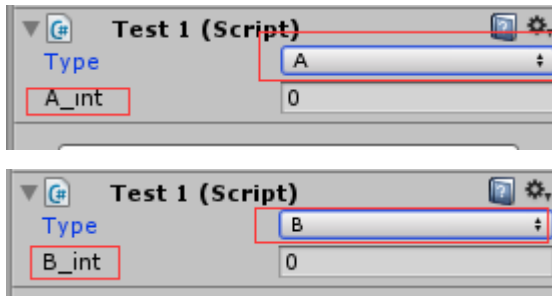 Test 1 (Script)
Type A
A_int 0
Test 1 (Script)
Type B
B_int 0